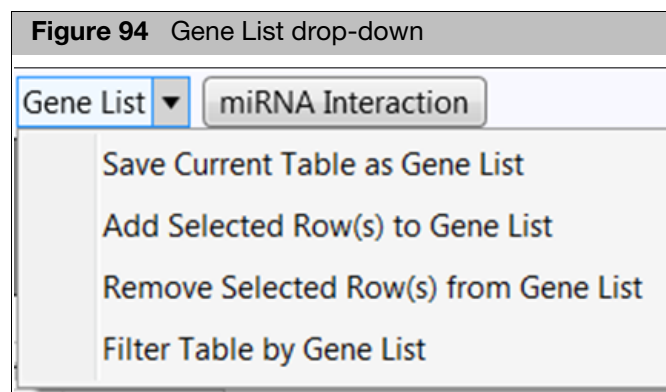 Figure 94 Gene List drop-down
Gene List miRNA Interaction
Save Current Table as Gene List
Add Selected Row(s) to Gene List
Remove Selected Row(s) from Gene List
Filter Table by Gene List